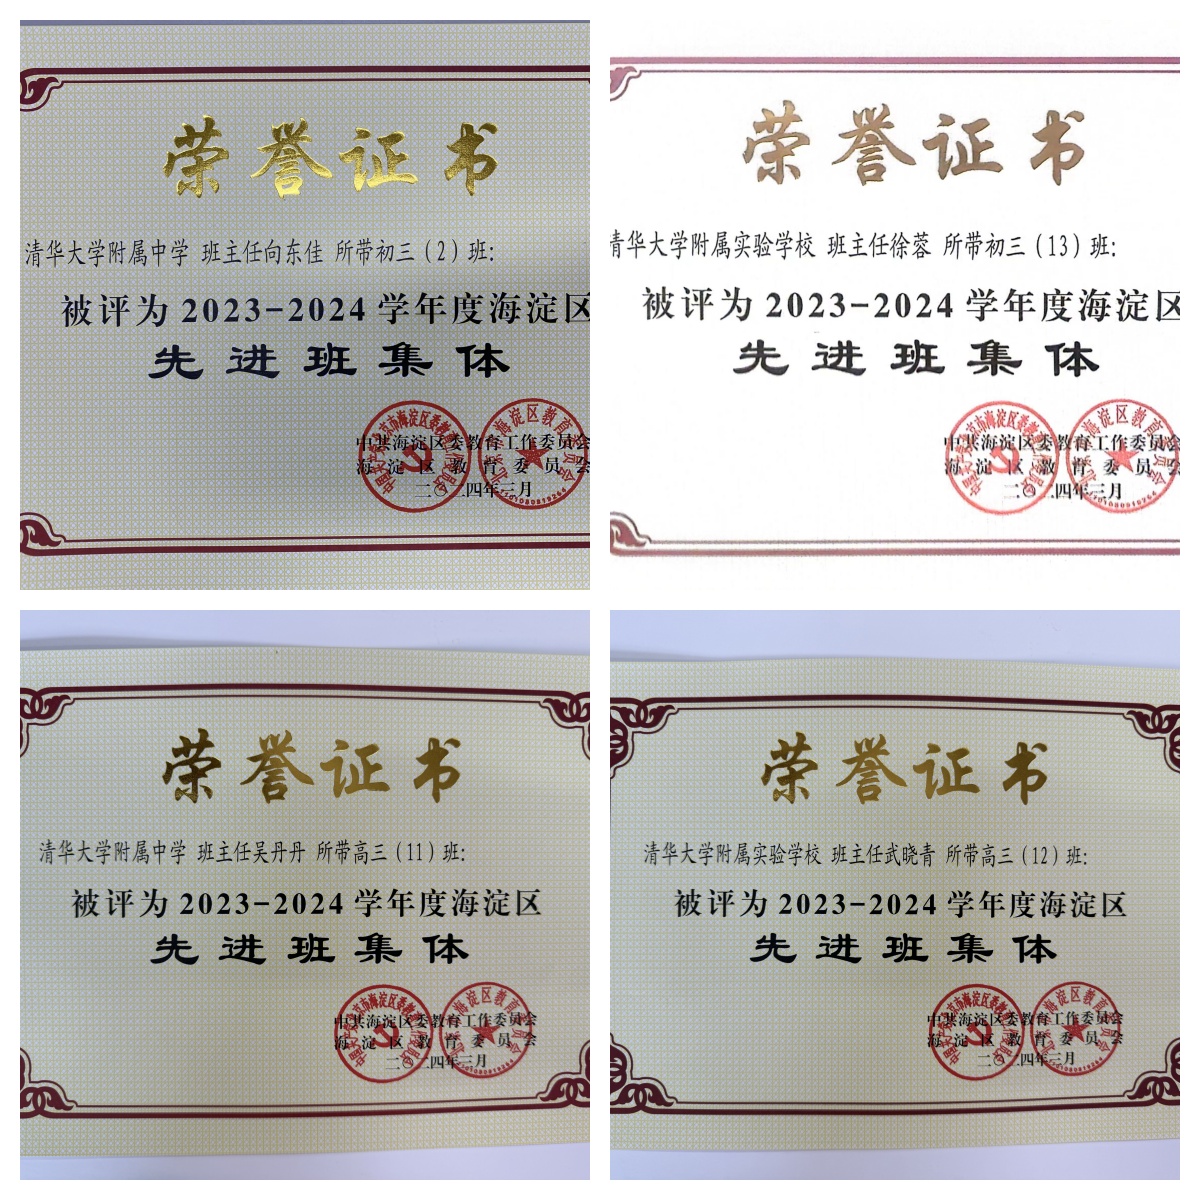 荣誉证书
清华大学附属中学 班主任向东佳 所带初三（2）班：
被评为2023-2024学年度海淀区
先进班集体
中共海淀区委教育工作委员会
海淀区教育委员会
二〇二四年三月
荣誉证书
清华大学附属实验学校 班主任徐蓉 所带初三（13）班：
被评为2023-2024学年度海淀区
先进班集体
中共海淀区委教育工作委员会
海淀区教育委员会
二〇二四年三月
荣誉证书
清华大学附属中学 班主任吴丹丹 所带高三（11）班：
被评为2023-2024学年度海淀区
先进班集体
中共海淀区委教育工作委员会
海淀区教育委员会
二〇二四年三月
荣誉证书
清华大学附属实验学校 班主任武晓青 所带高三（12）班：
被评为2023-2024学年度海淀区
先进班集体
中共海淀区委教育工作委员会
海淀区教育委员会
二〇二四年三月